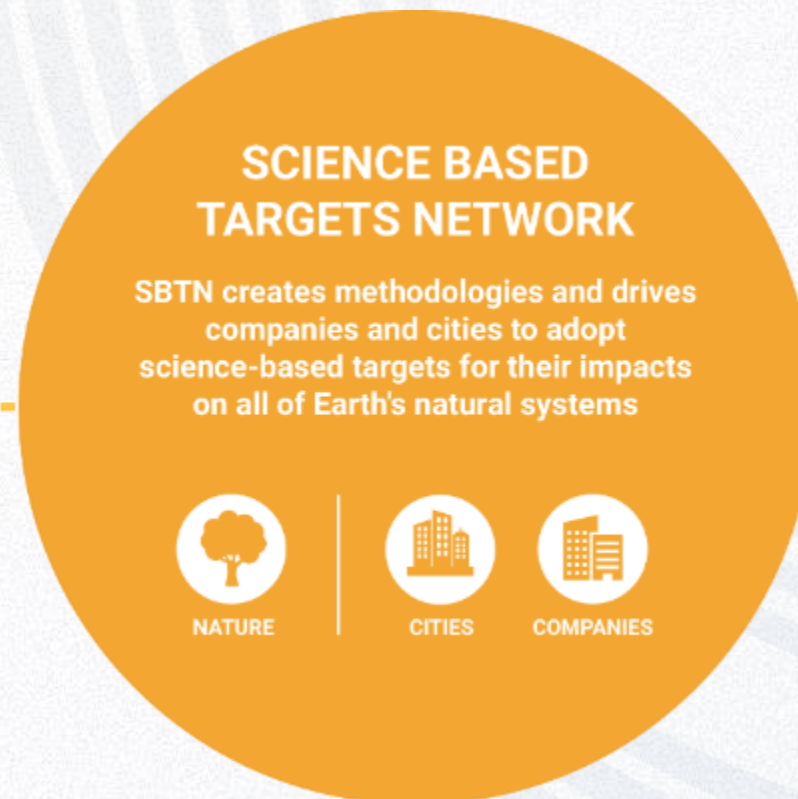 SCIENCE BASED
TARGETS NETWORK
SBTN creates methodologies and drives
companies and cities to adopt
science-based targets for their impacts
on all of Earth's natural systems
NATURE
CITIES
COMPANIES